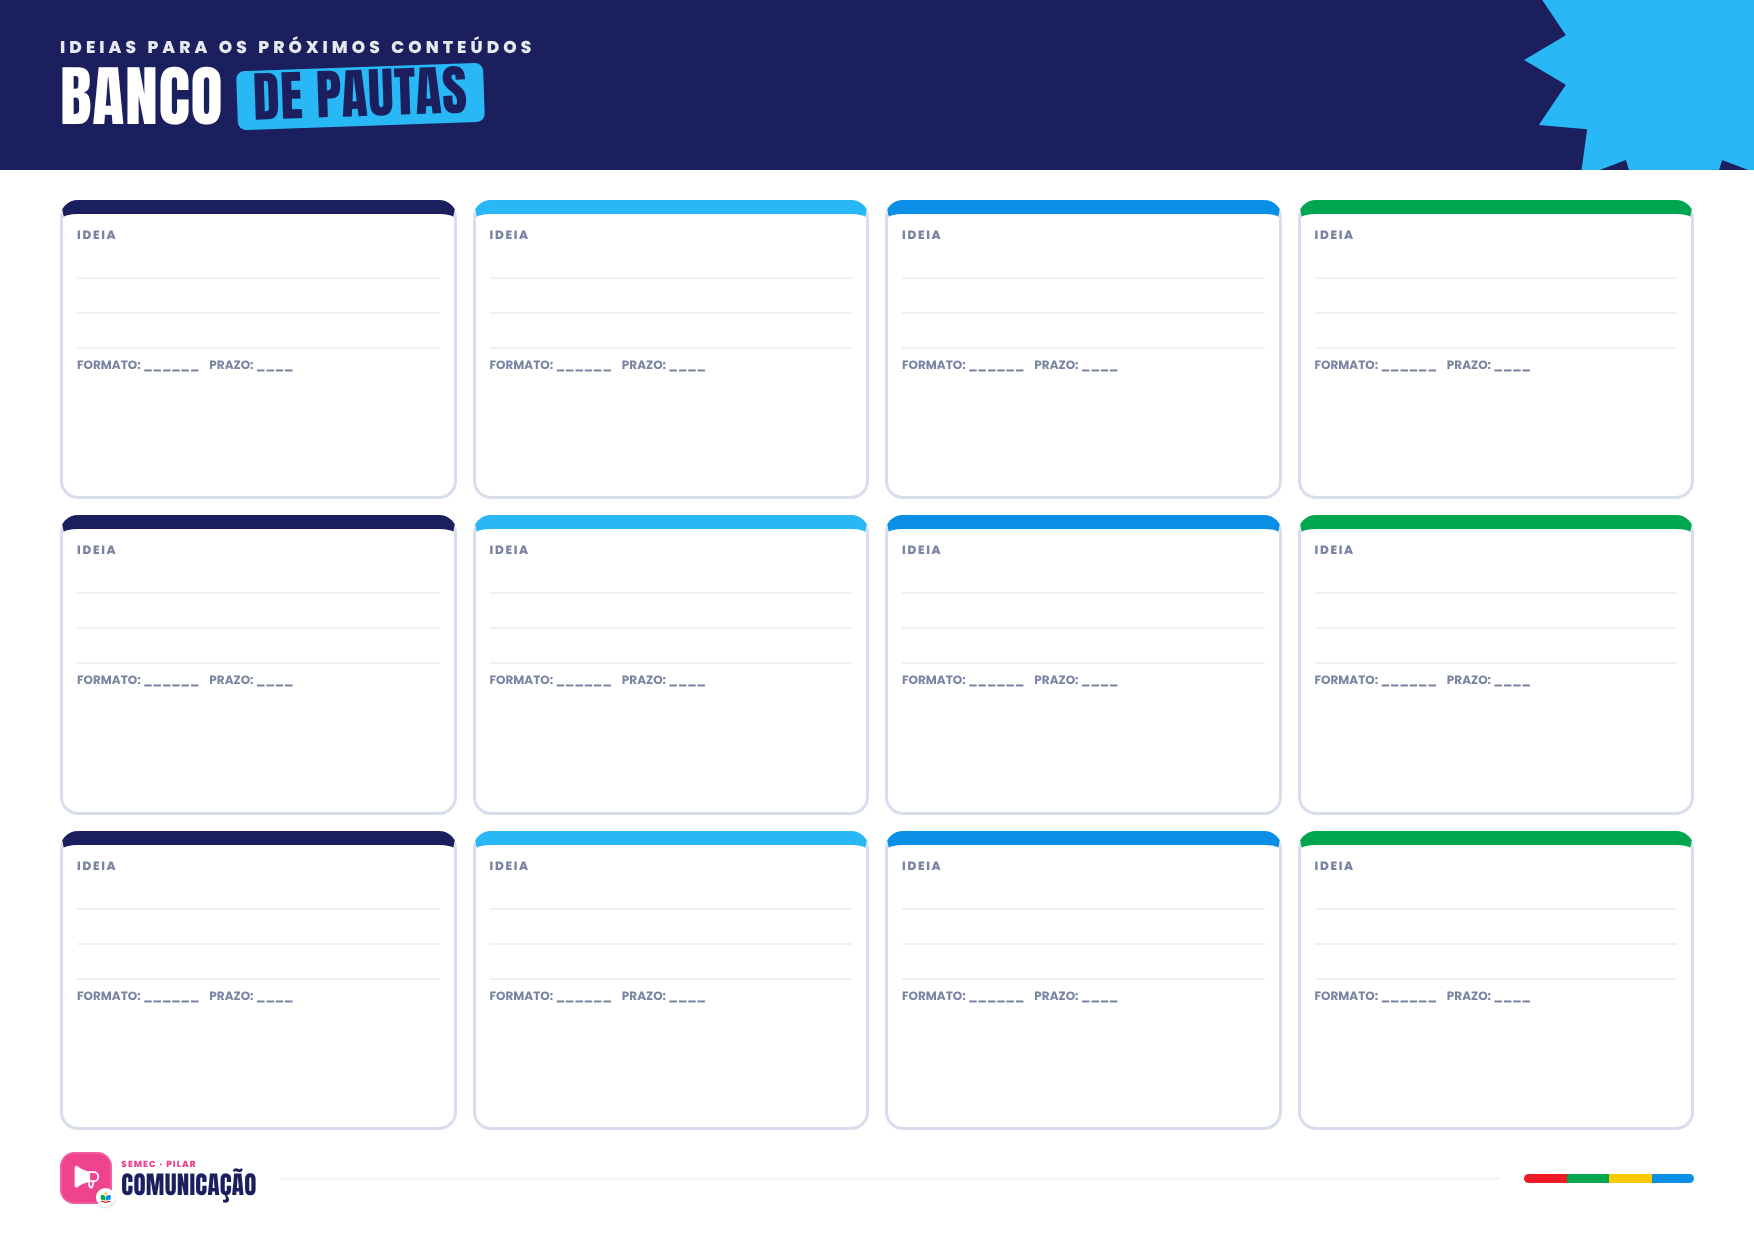 IDEIAS PARA OS PRÓXIMOS CONTEÚDOS
BANCO DE PAUTAS
IDEIA IDEIA IDEIA IDEIA
FORMATO: ______ PRAZO: ____ FORMATO: ______ PRAZO: ____ FORMATO: ______ PRAZO: ____ FORMATO: ______ PRAZO: ____
IDEIA IDEIA IDEIA IDEIA
FORMATO: ______ PRAZO: ____ FORMATO: ______ PRAZO: ____ FORMATO: ______ PRAZO: ____ FORMATO: ______ PRAZO: ____
IDEIA IDEIA IDEIA IDEIA
FORMATO: ______ PRAZO: ____ FORMATO: ______ PRAZO: ____ FORMATO: ______ PRAZO: ____ FORMATO: ______ PRAZO: ____
SEMEC · PILAR
COMUNICAÇÃO